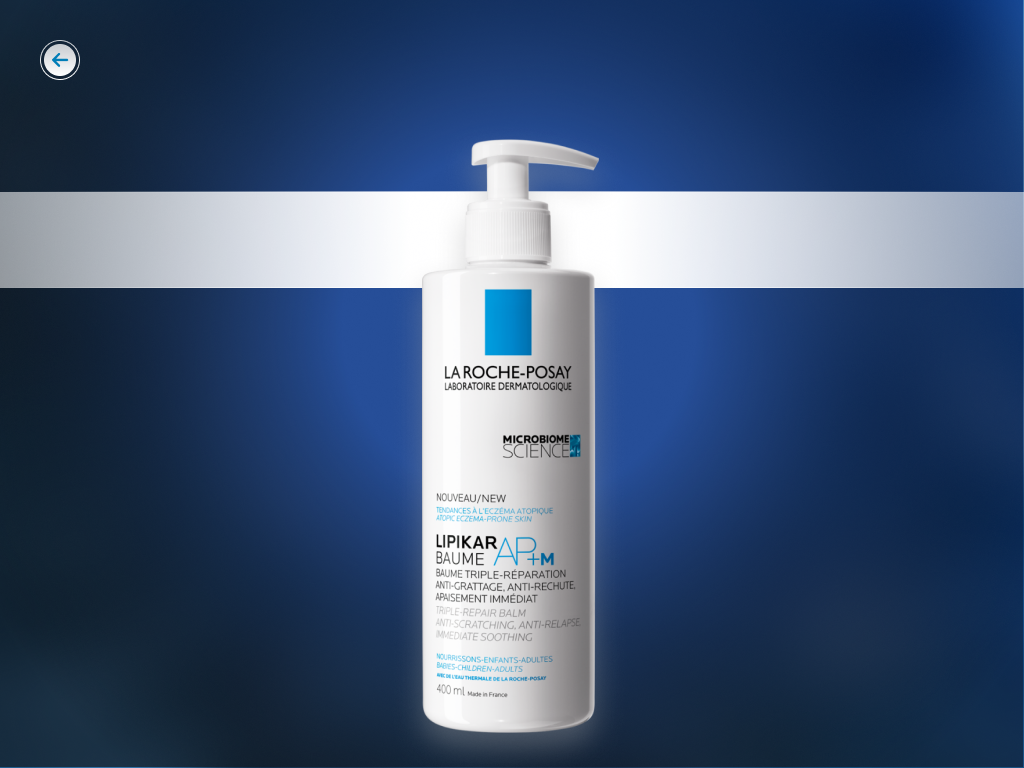 LA ROCHE-POSAY
LABORATOIRE DERMATOLOGIQUE
MICROBIOME
SCIENCE
NOUVEAU/NEW
TENDANCES À L'ECZÉMA ATOPIQUE
ATOPIC ECZEMA-PRONE SKIN
LIPIKAR
BAUME AP+M
BAUME TRIPLE-RÉPARATION
ANTI-GRATTAGE, ANTI-RECHUTE,
APAISEMENT IMMÉDIAT
TRIPLE-REPAIR BALM
ANTI-SCRATCHING, ANTI-RELAPSE,
IMMEDIATE SOOTHING
NOURRISSONS-ENFANTS-ADULTES
BABIES-CHILDREN-ADULTS
AVEC DE L'EAU THERMALE DE LA ROCHE-POSAY
400 ml Made in France